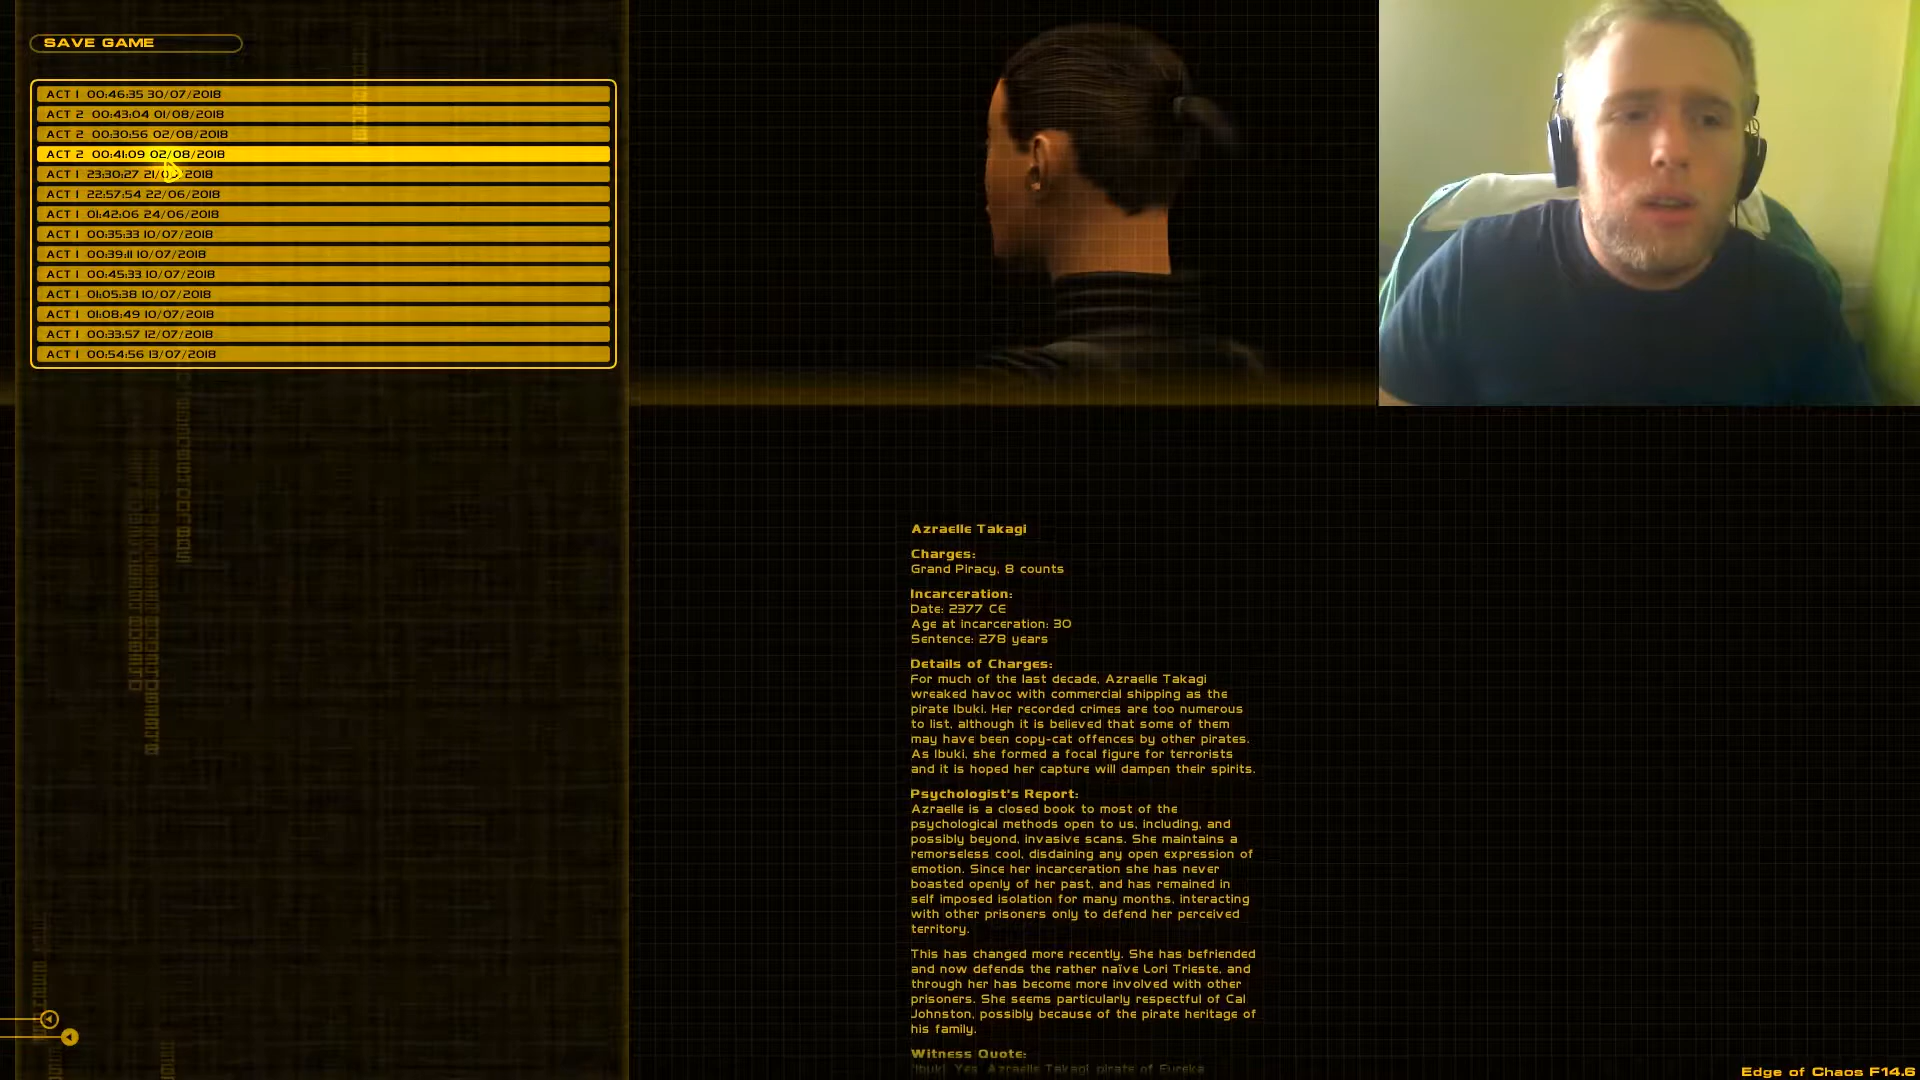 SAVE GAME
ACT 1 00:46:35 30/07/2018
ACT 2 00:43:04 01/08/2018
ACT 2 00:30:56 02/08/2018
ACT 2 00:41:09 02/08/2018
ACT 1 23:30:27 21/ /2018
ACT 1 22:57:54 22/06/2018
ACT 1 01:42:06 24/06/2018
ACT 1 00:35:33 10/07/2018
ACT 1 00:39:11 10/07/2018
ACT 1 00:45:33 10/07/2018
ACT 1 01:05:38 10/07/2018
ACT 1 01:08:49 10/07/2018
ACT 1 00:33:57 12/07/2018
ACT 1 00:54:56 13/07/2018
Azraelle Takagi
Charges:
Grand Piracy, 8 counts
Incarceration:
Date: 2377 CE
Age at incarceration: 30
Sentence: 278 years
Details of Charges:
For much of the last decade, Azraelle Takagi
wreaked havoc with commercial shipping as the
pirate Ibuki. Her recorded crimes are too numerous
to list, although it is believed that some of them
may have been copy-cat offences by other pirates.
As Ibuki, she formed a focal figure for terrorists
and it is hoped her capture will dampen their spirits.
Psychologist's Report:
Azraelle is a closed book to most of the
psychological methods open to us, including, and
possibly beyond, invasive scans. She maintains a
remorseless cool, disdaining any open expression of
emotion. Since her incarceration she has never
boasted openly of her past, and has remained in
self imposed isolation for many months, interacting
with other prisoners only to defend her perceived
territory.
This has changed more recently. She has befriended
and now defends the rather naïve Lori Trieste, and
through her has become more involved with other
prisoners. She seems particularly respectful of Cal
Johnston, possibly because of the pirate heritage of
his family.
Witness Quote:
'Ibuki. Yes, Azraelle Takagi, pirate of Eureka
Edge of Chaos F14.6